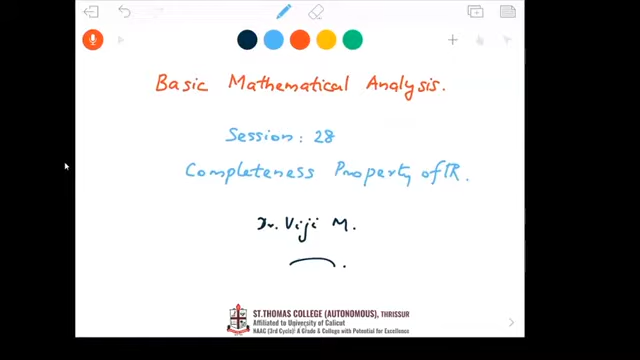 Basic Mathematical Analysis.
Session: 28
Completeness Property of ℝ.
Dr. Viji M.
ST.THOMAS COLLEGE (AUTONOMOUS), THRISSUR
Affiliated to University of Calicut
NAAC (3rd Cycle): A Grade & College with Potential for Excellence